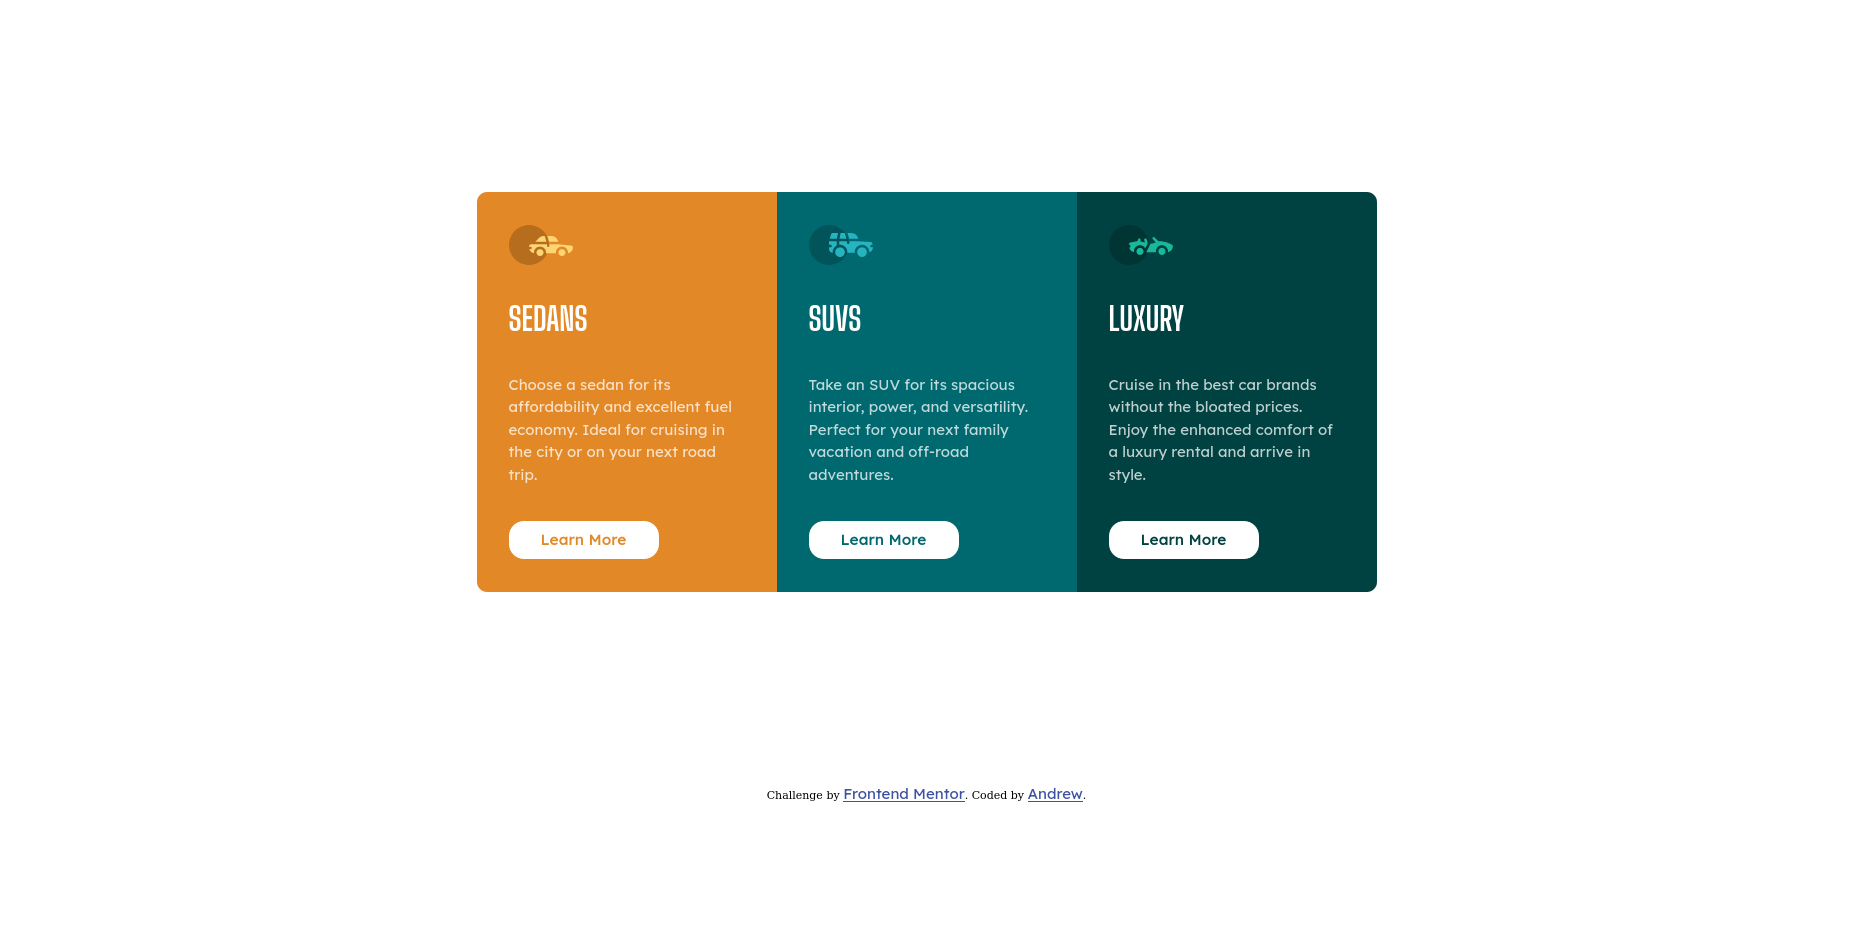 SEDANS
Choose a sedan for its
affordability and excellent fuel
economy. Ideal for cruising in
the city or on your next road
trip.
Learn More
SUVS
Take an SUV for its spacious
interior, power, and versatility.
Perfect for your next family
vacation and off-road
adventures.
Learn More
LUXURY
Cruise in the best car brands
without the bloated prices.
Enjoy the enhanced comfort of
a luxury rental and arrive in
style.
Learn More
Challenge by Frontend Mentor. Coded by Andrew.